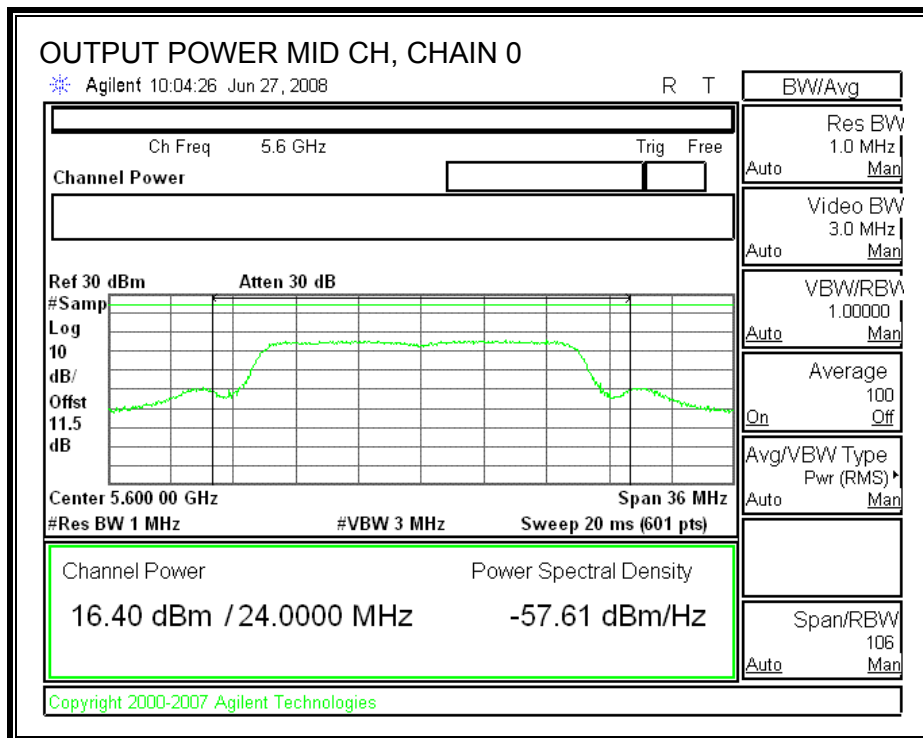 OUTPUT POWER MID CH, CHAIN 0
Agilent 10:04:26 Jun 27, 2008 R T
Ch Freq 5.6 GHz Trig Free
Channel Power
Ref 30 dBm Atten 30 dB
#Samp
Log
10
dB/
Offst
11.5
dB
Center 5.600 00 GHz Span 36 MHz
#Res BW 1 MHz #VBW 3 MHz Sweep 20 ms (601 pts)
Channel Power Power Spectral Density
16.40 dBm / 24.0000 MHz -57.61 dBm/Hz
Copyright 2000-2007 Agilent Technologies
BW/Avg
Res BW
1.0 MHz
Auto Man
Video BW
3.0 MHz
Auto Man
VBW/RBW
1.00000
Auto Man
Average
100
On Off
Avg/VBW Type
Pwr (RMS)
Auto Man
Span/RBW
106
Auto Man